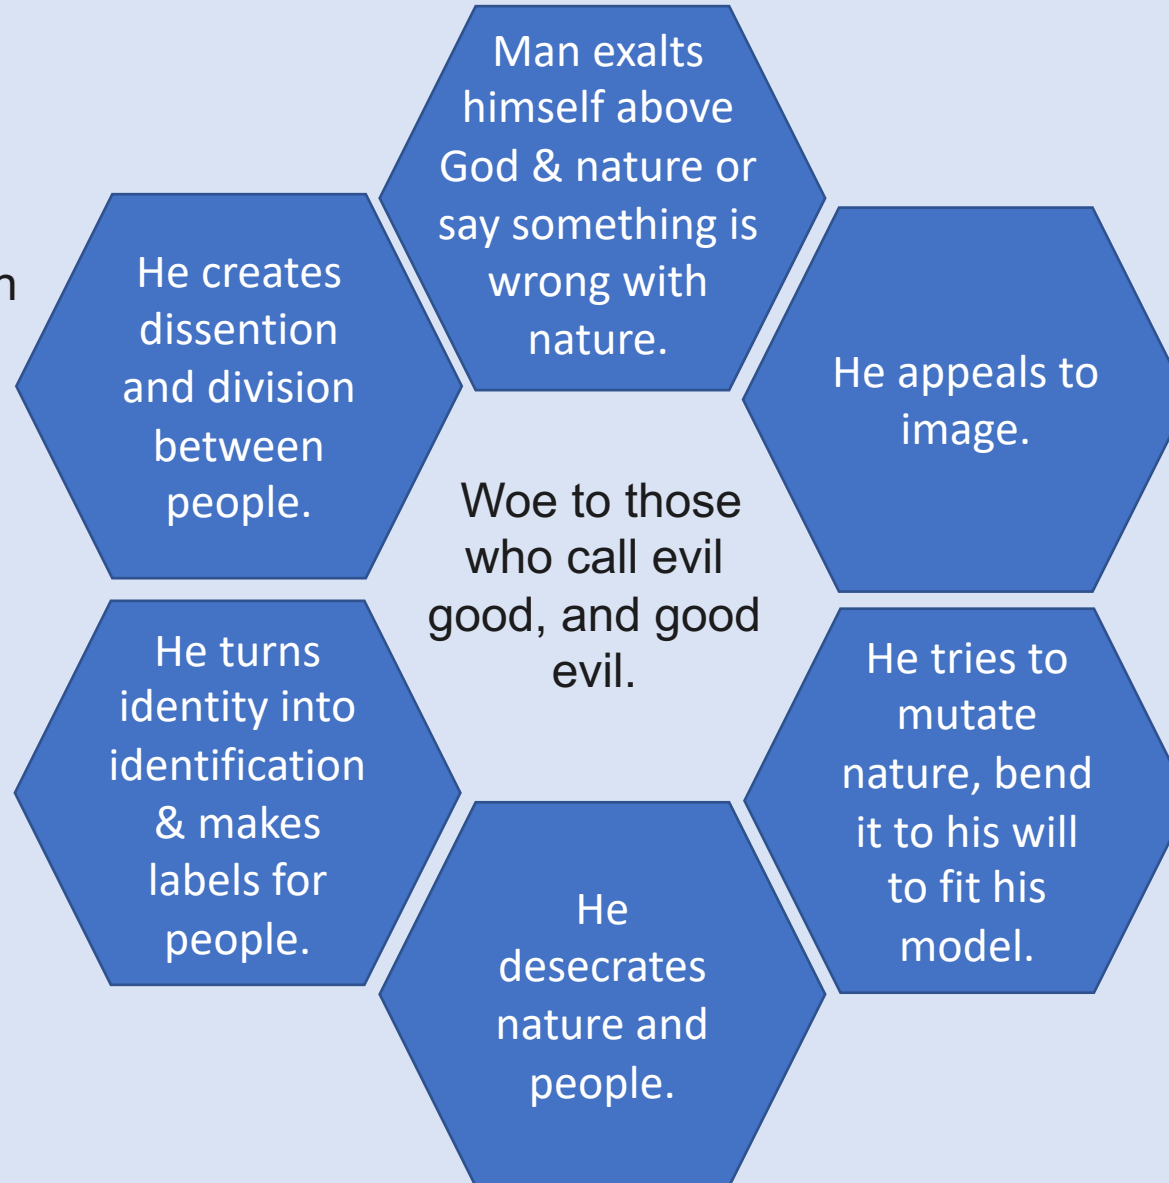 Man exalts
himself above
God & nature or
say something is
wrong with
nature.
He appeals to
image.
He tries to
mutate
nature, bend
it to his will
to fit his
model.
He
desecrates
nature and
people.
He turns
identity into
identification
& makes
labels for
people.
He creates
dissention
and division
between
people.
Woe to those
who call evil
good, and good
evil.